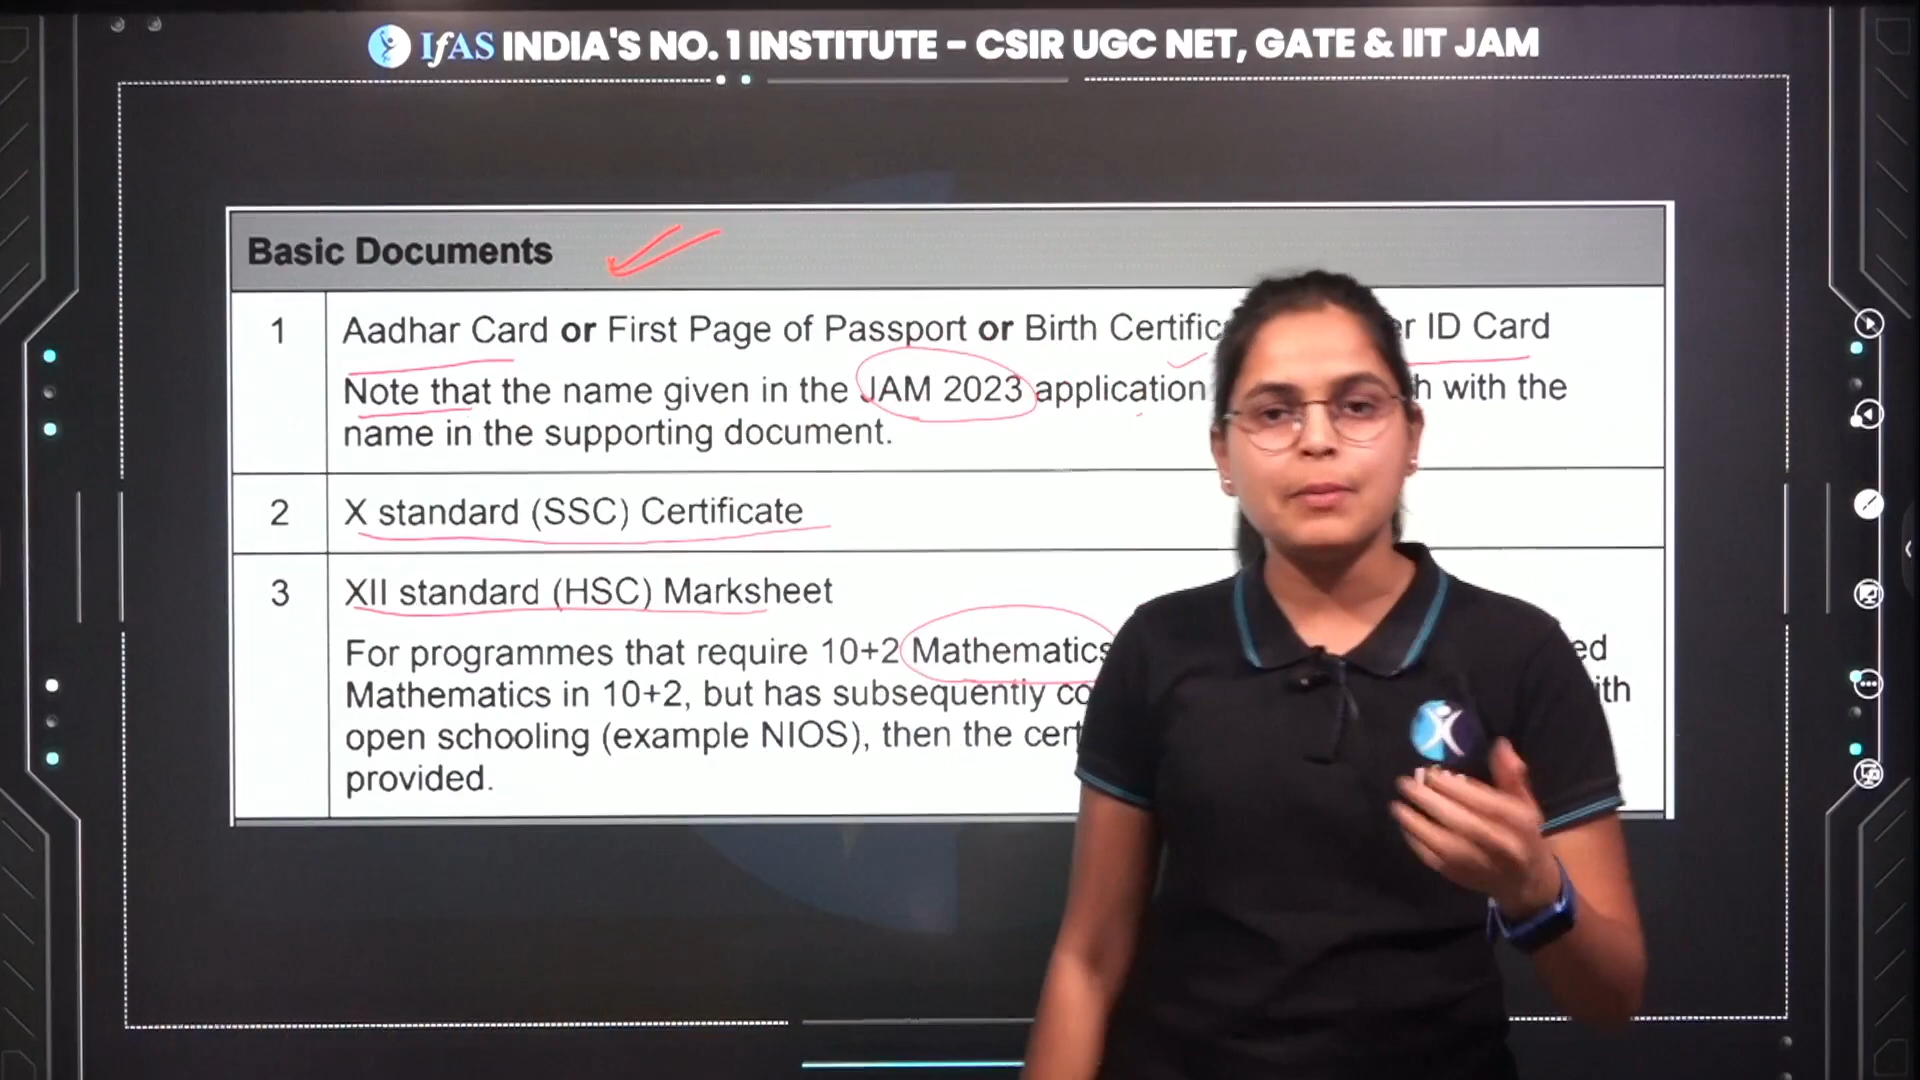 IfAS INDIA'S NO. 1 INSTITUTE - CSIR UGC NET, GATE & IIT JAM
Basic Documents
1 Aadhar Card or First Page of Passport or Birth Certific r ID Card
Note that the name given in the JAM 2023 application h with the
name in the supporting document.
2 X standard (SSC) Certificate
3 XII standard (HSC) Marksheet
For programmes that require 10+2 Mathematics ed
Mathematics in 10+2, but has subsequently co ith
open schooling (example NIOS), then the cert
provided.